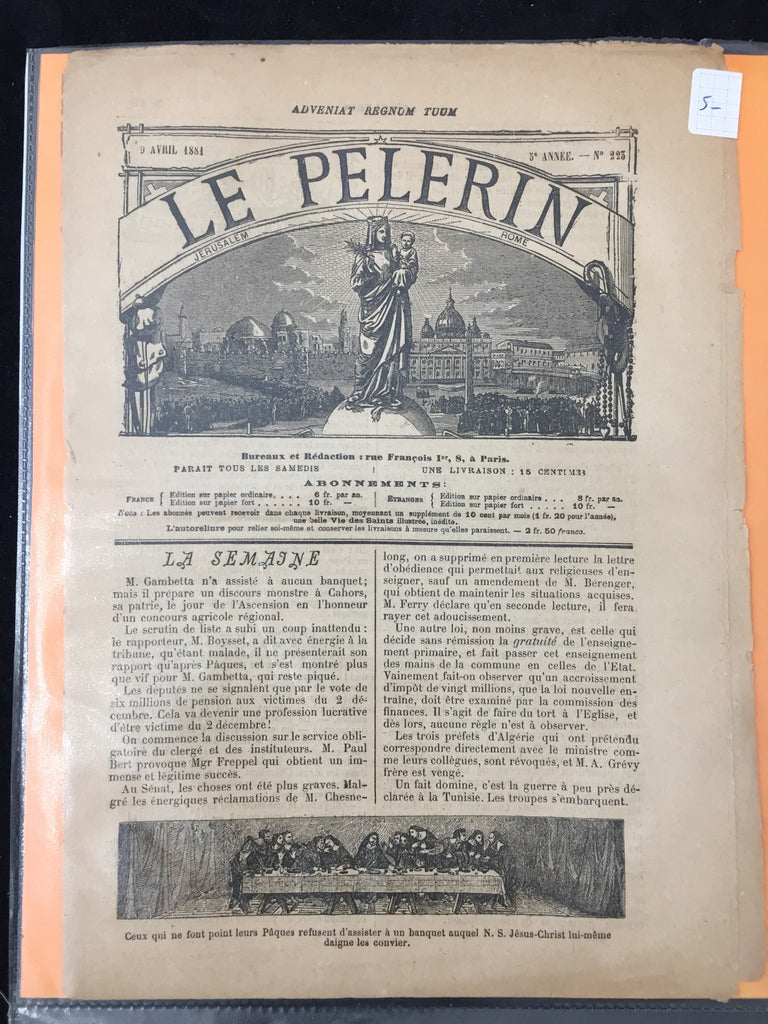 ADVENIAT REGNUM TUUM
5-
9 AVRIL 1881
5e ANNÉE. — No 223
LE PELERIN
JERUSALEM
ROME
Bureaux et Rédaction : rue François Ier, 8, à Paris.
PARAIT TOUS LES SAMEDIS | UNE LIVRAISON : 15 CENTIMES
ABONNEMENTS:
FRANCE { Edition sur papier ordinaire. . . . 6 fr. par an.
Edition sur papier fort . . . . . . 10 fr. —
ETRANGER { Edition sur papier ordinaire . . . 8 fr. par an.
Edition sur papier fort . . . . . 10 fr. —
Nota : Les abonnés peuvent recevoir dans chaque livraison, moyennant un supplément de 10 cent par mois (1 fr. 20 pour l'année),
une belle Vie des Saints illustrée, inédite.
L'autorelieur pour relier soi-même et conserver les livraisons à mesure qu'elles paraissent. — 2 fr. 50 franco.
LA SEMAINE
M. Gambetta n'a assisté à aucun banquet;
mais il prépare un discours monstre à Cahors,
sa patrie, le jour de l'Ascension en l'honneur
d'un concours agricole régional.
Le scrutin de liste a subi un coup inattendu :
le rapporteur, M. Boysset, a dit avec énergie à la
tribune, qu'étant malade, il ne présenterait son
rapport qu'après Pâques, et s'est montré plus
que vif pour M. Gambetta, qui reste piqué.
Les députés ne se signalent que par le vote de
six millions de pension aux victimes du 2 dé-
cembre. Cela va devenir une profession lucrative
d'être victime du 2 décembre!
On commence la discussion sur le service obli-
gatoire du clergé et des instituteurs. M. Paul
Bert provoque Mgr Freppel qui obtient un im-
mense et légitime succès.
Au Sénat, les choses ont été plus graves. Mal-
gré les énergiques réclamations de M. Chesne-
long, on a supprimé en première lecture la lettre
d'obédience qui permettait aux religieuses d'en-
seigner, sauf un amendement de M. Bérenger,
qui obtient de maintenir les situations acquises.
M. Ferry déclare qu'en seconde lecture, il fera
rayer cet adoucissement.
Une autre loi, non moins grave, est celle qui
décide sans rémission la gratuité de l'enseigne-
ment primaire, et fait passer cet enseignement
des mains de la commune en celles de l'Etat.
Vainement fait-on observer qu'un accroissement
d'impôt de vingt millions, que la loi nouvelle en-
traîne, doit être examiné par la commission des
finances. Il s'agit de faire du tort à l'Eglise, et
dès lors, aucune règle n'est à observer.
Les trois préfets d'Algérie qui ont prétendu
correspondre directement avec le ministre com-
me leurs collègues, sont révoqués, et M. A. Grévy
frère est vengé.
Un fait domine, c'est la guerre à peu près dé-
clarée à la Tunisie. Les troupes s'embarquent.
Ceux qui ne font point leurs Pâques refusent d'assister à un banquet auquel N. S. Jésus-Christ lui-même
daigne les convier.